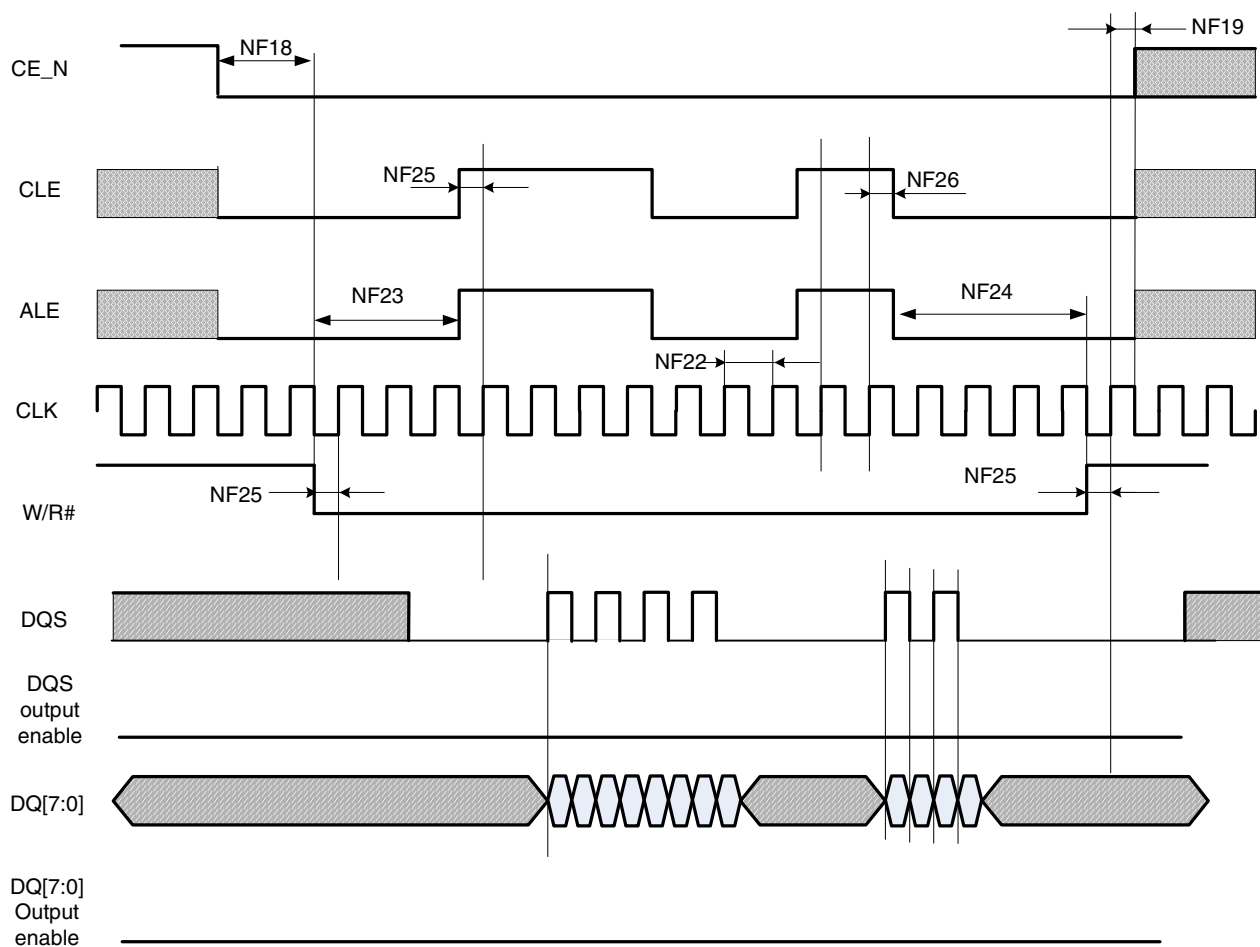 NF19
NF18
CE_N
NF25
CLE
NF26
ALE
NF23
NF24
NF22
CLK
NF25
NF25
W/R#
DQS
DQS
output
enable
DQ[7:0]
DQ[7:0]
Output
enable